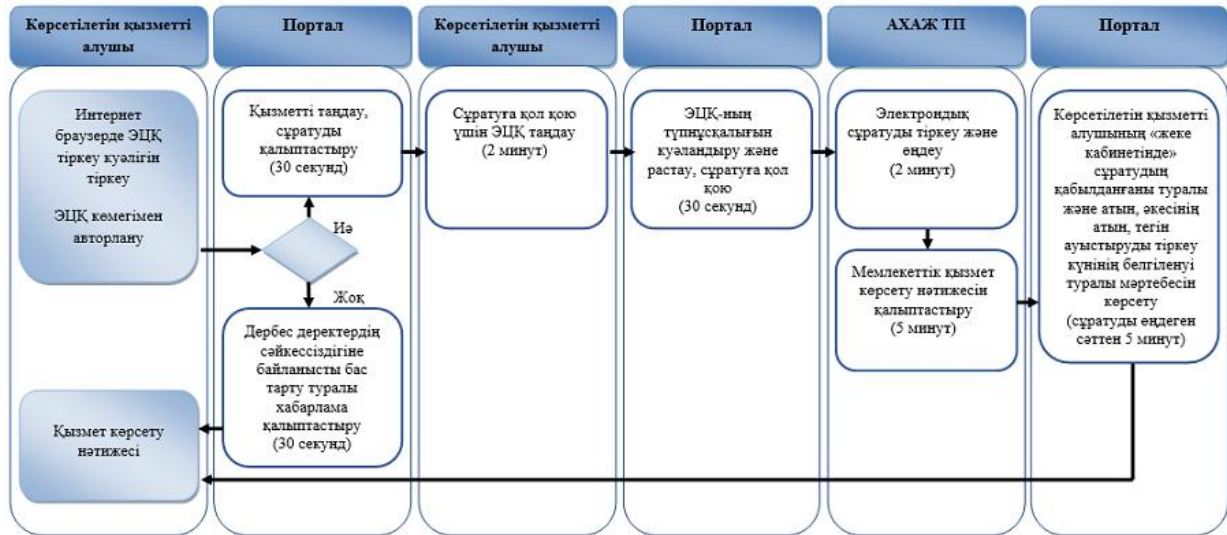 Көрсетілетін қызметті
алушы
Портал
Көрсетілетін қызметті
алушы
Портал
АХАЖ ТП
Портал
Интернет
браузерде ЭЦҚ
тіркеу куәлігін
тіркеу
ЭЦҚ көмегімен
авторлану
Қызметті таңдау,
сұратуды
қалыптастыру
(30 секунд)
Иә
Жоқ
Дербес деректердің
сәйкессіздігіне
байланысты бас
тарту туралы
хабарлама
қалыптастыру
(30 секунд)
Сұратуға қол қою
үшін ЭЦҚ таңдау
(2 минут)
ЭЦҚ-ның
түпнұсқалығын
куәландыру және
растау, сұратуға қол
қою
(30 секунд)
Электрондық
сұратуды тіркеу және
өңдеу
(2 минут)
Мемлекеттік қызмет
көрсету нәтижесін
қалыптастыру
(5 минут)
Көрсетілетін қызметті
алушының «жеке
кабинетінде»
сұратудың
қабылданғаны туралы
және атын, әкесінің
атын, тегін
ауыстыруды тіркеу
күнінің белгіленуі
туралы мәртебесін
көрсету
(сұратуды өңдеген
сәттен 5 минут)
Қызмет көрсету
нәтижесі